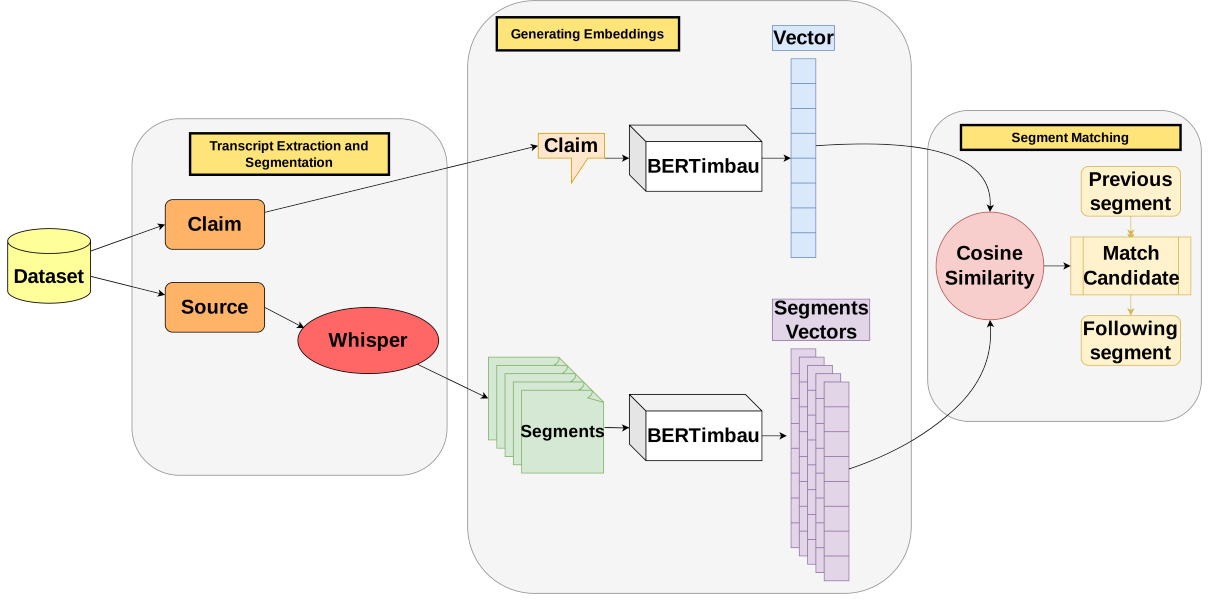 Dataset
Transcript Extraction and
Segmentation
Claim
Source
Whisper
Generating Embeddings
Claim
BERTimbau
Vector
Segments
BERTimbau
Segments
Vectors
Segment Matching
Cosine
Similarity
Previous
segment
Match
Candidate
Following
segment